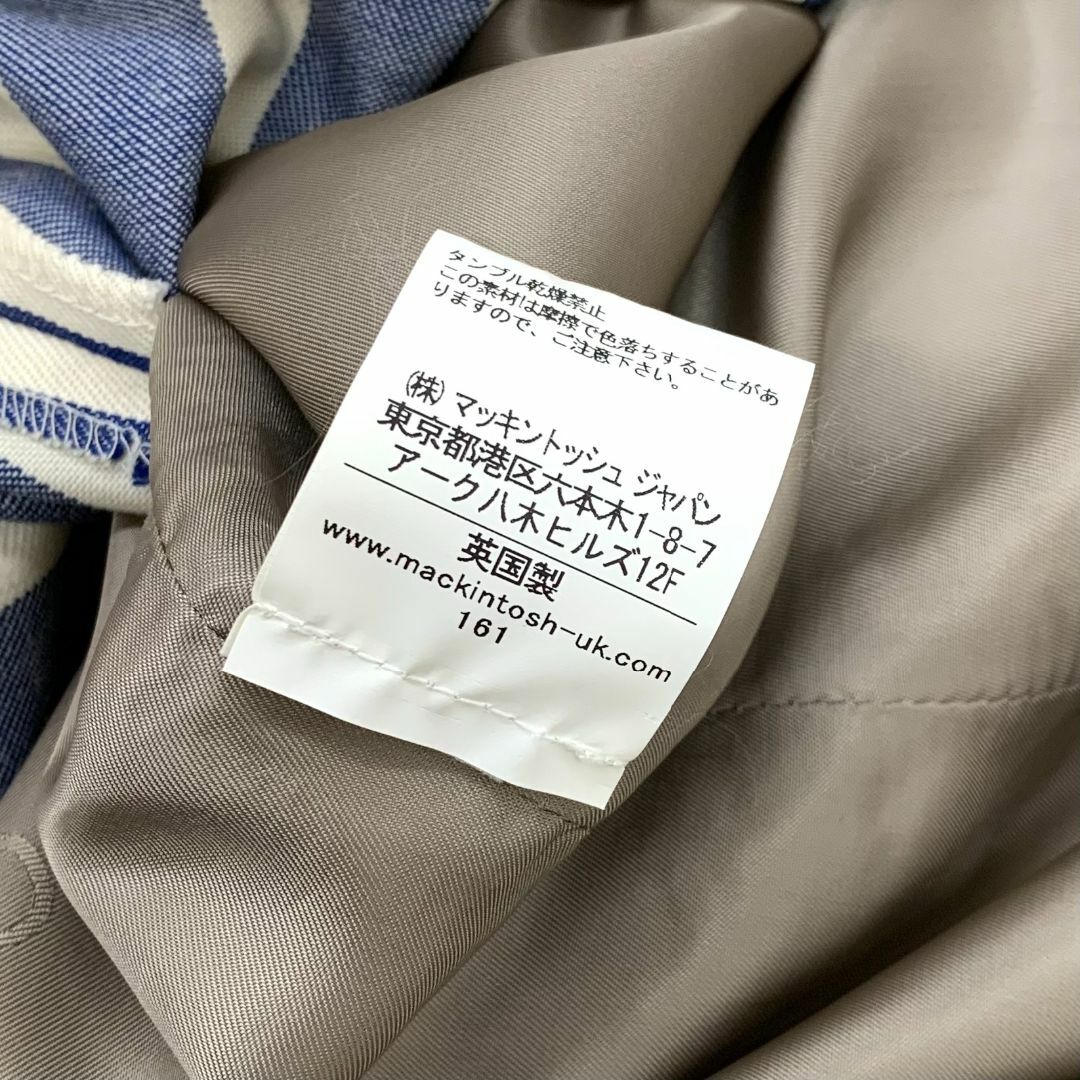 タンブル乾燥禁止
この素材は摩擦で色落ちすることがあ
りますので、ご注意下さい。
(株) マッキントッシュ ジャパン
東京都港区六本木1-8-7
アーク八木ヒルズ12F
英国製
www.mackintosh-uk.com
161